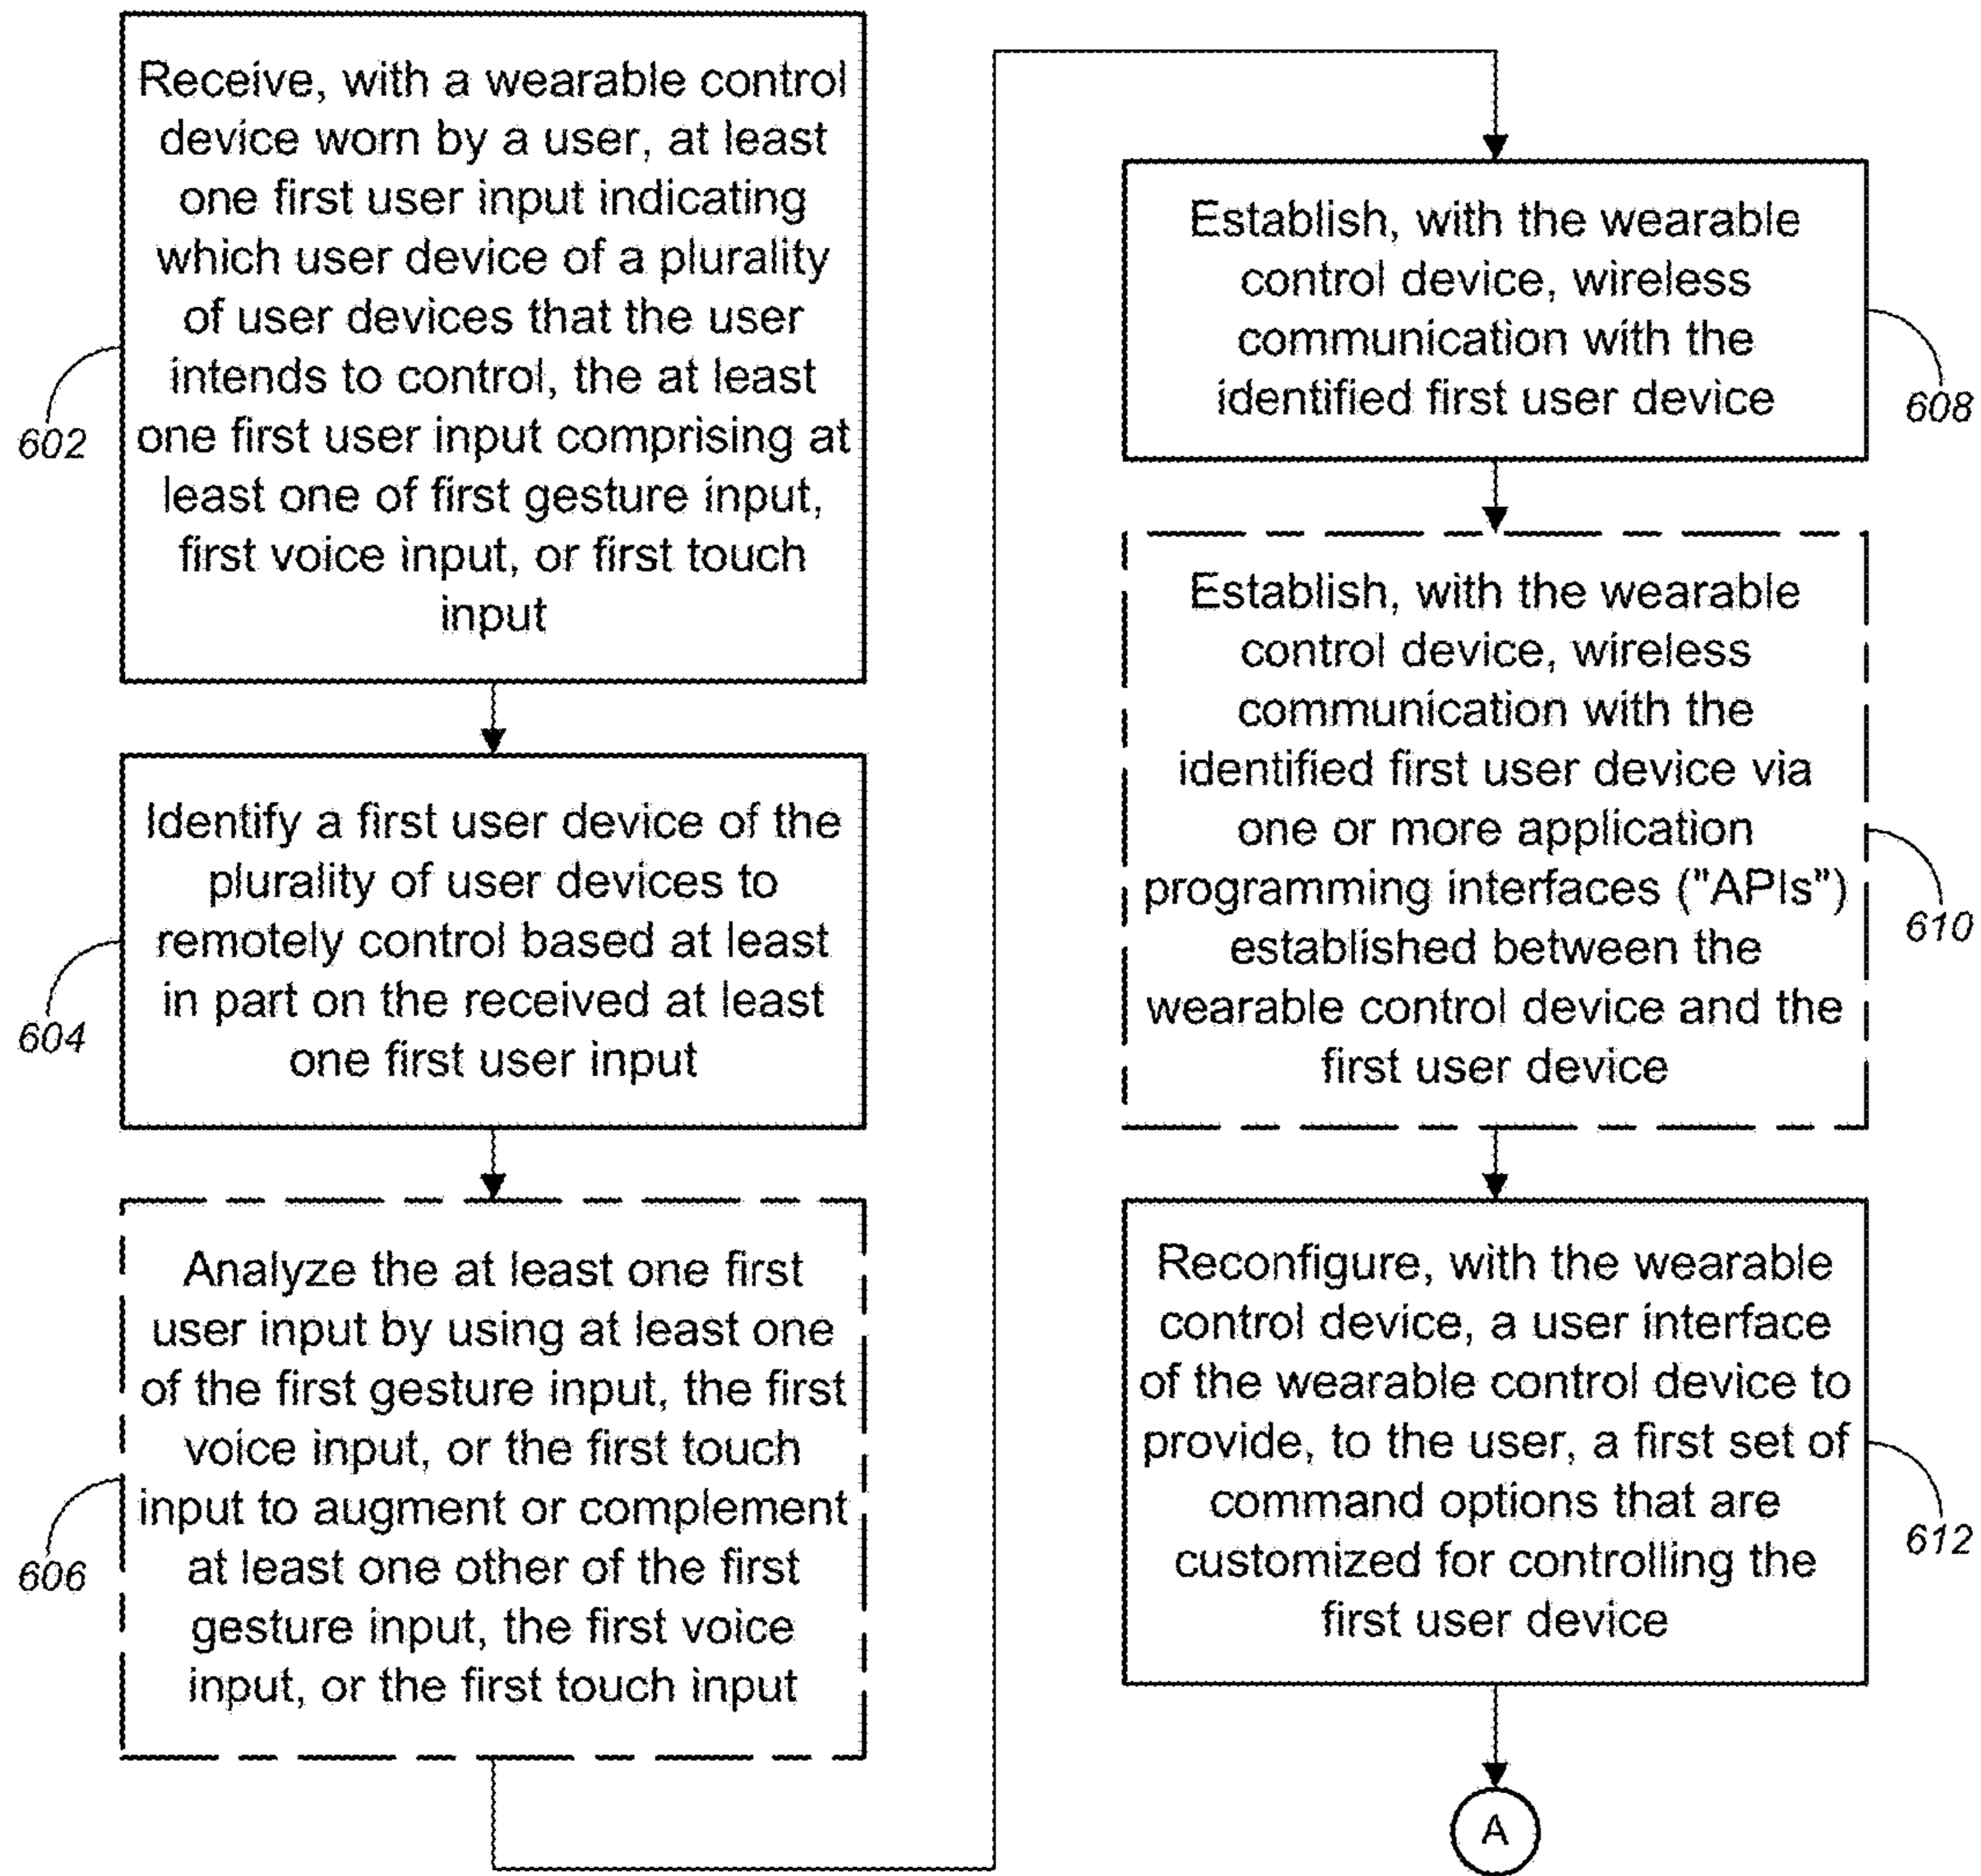 Receive, with a wearable control
device worn by a user, at least
one first user input indicating
which user device of a plurality
of user devices that the user
intends to control, the at least
one first user input comprising at
least one of first gesture input,
first voice input, or first touch
input
602
Identify a first user device of the
plurality of user devices to
remotely control based at least
in part on the received at least
one first user input
604
Analyze the at least one first
user input by using at least one
of the first gesture input, the first
voice input, or the first touch
input to augment or complement
at least one other of the first
gesture input, the first voice
input, or the first touch input
606
Establish, with the wearable
control device, wireless
communication with the
identified first user device
608
Establish, with the wearable
control device, wireless
communication with the
identified first user device via
one or more application
programming interfaces ("APIs")
established between the
wearable control device and the
first user device
610
Reconfigure, with the wearable
control device, a user interface
of the wearable control device to
provide, to the user, a first set of
command options that are
customized for controlling the
first user device
612
A